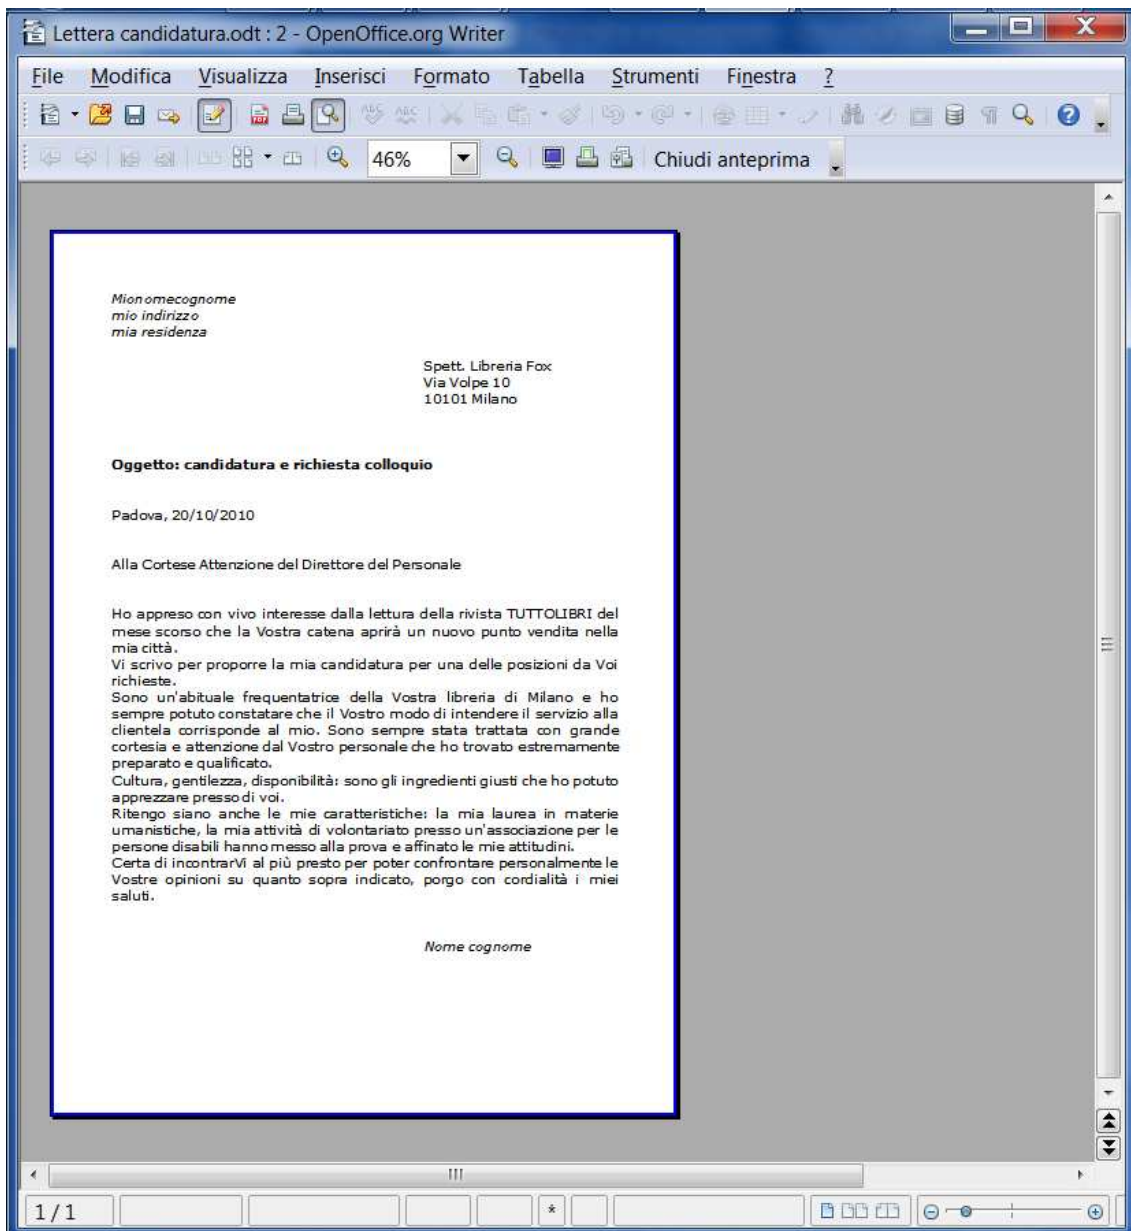 Lettera candidatura.odt : 2 - OpenOffice.org Writer
File Modifica Visualizza Inserisci Formato Tabella Strumenti Finestra ?
46% Chiudi anteprima
Mionomecognome
mio indirizzo
mia residenza
Spett. Libreria Fox
Via Volpe 10
10101 Milano
Oggetto: candidatura e richiesta colloquio
Padova, 20/10/2010
Alla Cortese Attenzione del Direttore del Personale
Ho appreso con vivo interesse dalla lettura della rivista TUTTOLIBRI del
mese scorso che la Vostra catena aprirà un nuovo punto vendita nella
mia città.
Vi scrivo per proporre la mia candidatura per una delle posizioni da Voi
richieste.
Sono un'abituale frequentatrice della Vostra libreria di Milano e ho
sempre potuto constatare che il Vostro modo di intendere il servizio alla
clientela corrisponde al mio. Sono sempre stata trattata con grande
cortesia e attenzione dal Vostro personale che ho trovato estremamente
preparato e qualificato.
Cultura, gentilezza, disponibilità: sono gli ingredienti giusti che ho potuto
apprezzare presso di voi.
Ritengo siano anche le mie caratteristiche: la mia laurea in materie
umanistiche, la mia attività di volontariato presso un'associazione per le
persone disabili hanno messo alla prova e affinato le mie attitudini.
Certa di incontrarVi al più presto per poter confrontare personalmente le
Vostre opinioni su quanto sopra indicato, porgo con cordialità i miei
saluti.
Nome cognome
1 / 1 *